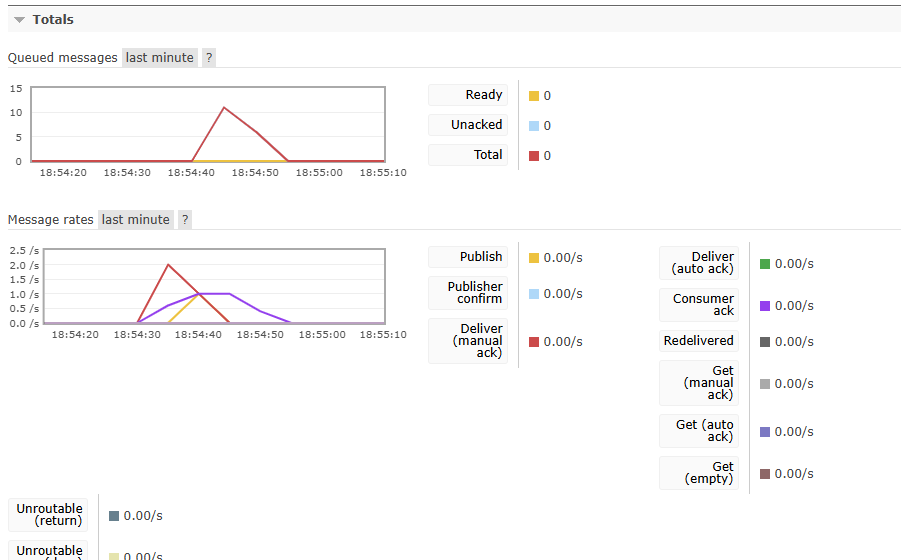 Totals
Queued messages last minute ?
15
10
5
0
18:54:20 18:54:30 18:54:40 18:54:50 18:55:00 18:55:10
Ready 0
Unacked 0
Total 0
Message rates last minute ?
2.5 /s
2.0 /s
1.5 /s
1.0 /s
0.5 /s
0.0 /s
18:54:20 18:54:30 18:54:40 18:54:50 18:55:00 18:55:10
Publish 0.00/s
Publisher
confirm 0.00/s
Deliver
(manual
ack) 0.00/s
Deliver
(auto ack) 0.00/s
Consumer
ack 0.00/s
Redelivered 0.00/s
Get
(manual
ack) 0.00/s
Get (auto
ack) 0.00/s
Get
(empty) 0.00/s
Unroutable
(return) 0.00/s
Unroutable
0.00/s